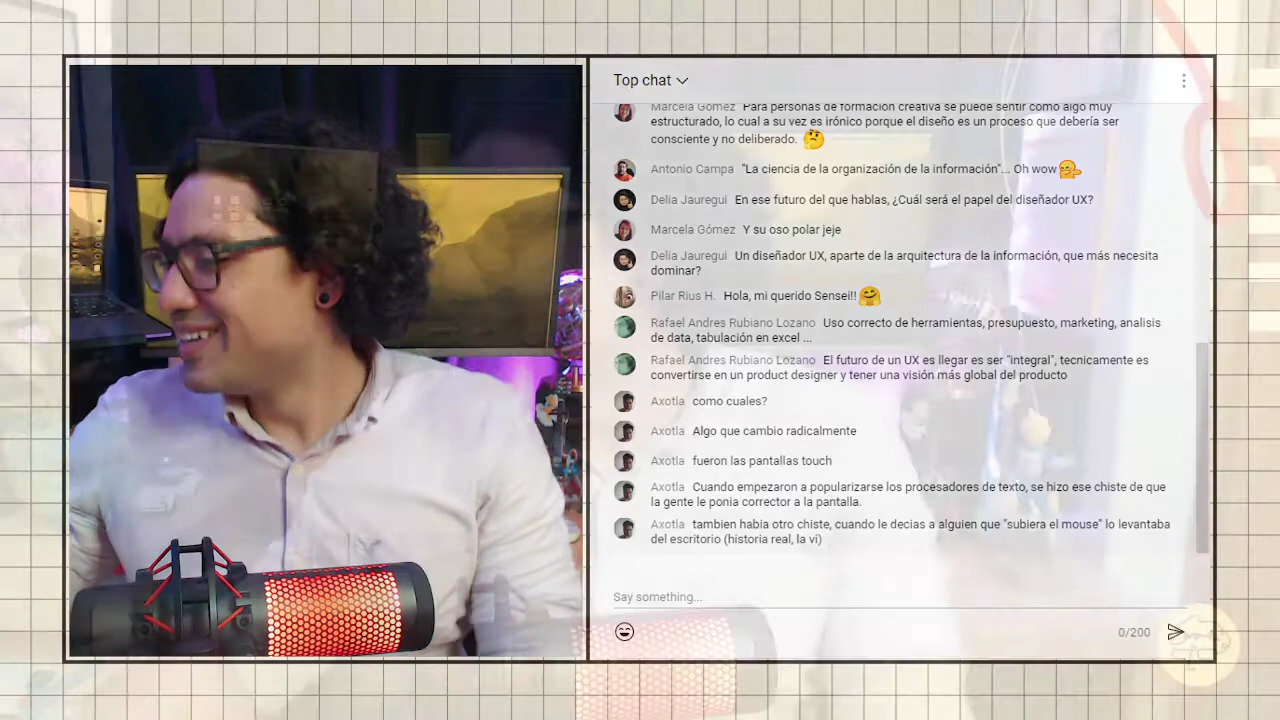 Top chat
Marcela Gómez Para personas de formación creativa se puede sentir como algo muy
estructurado, lo cual a su vez es irónico porque el diseño es un proceso que debería ser
consciente y no deliberado. 🤔
Antonio Campa "La ciencia de la organización de la información"... Oh wow
Delia Jauregui En ese futuro del que hablas, ¿Cuál será el papel del diseñador UX?
Marcela Gómez Y su oso polar jeje
Delia Jauregui Un diseñador UX, aparte de la arquitectura de la información, que más necesita
dominar?
Pilar Rius H. Hola, mi querido Sensei!! 🤗
Rafael Andres Rubiano Lozano Uso correcto de herramientas, presupuesto, marketing, analisis
de data, tabulación en excel ...
Rafael Andres Rubiano Lozano El futuro de un UX es llegar es ser "integral", tecnicamente es
convertirse en un product designer y tener una visión más global del producto
Axotla como cuales?
Axotla Algo que cambio radicalmente
Axotla fueron las pantallas touch
Axotla Cuando empezaron a popularizarse los procesadores de texto, se hizo ese chiste de que
la gente le ponia corrector a la pantalla.
Axotla tambien habia otro chiste, cuando le decias a alguien que "subiera el mouse" lo levantaba
del escritorio (historia real, la ví)
Say something...
0/200